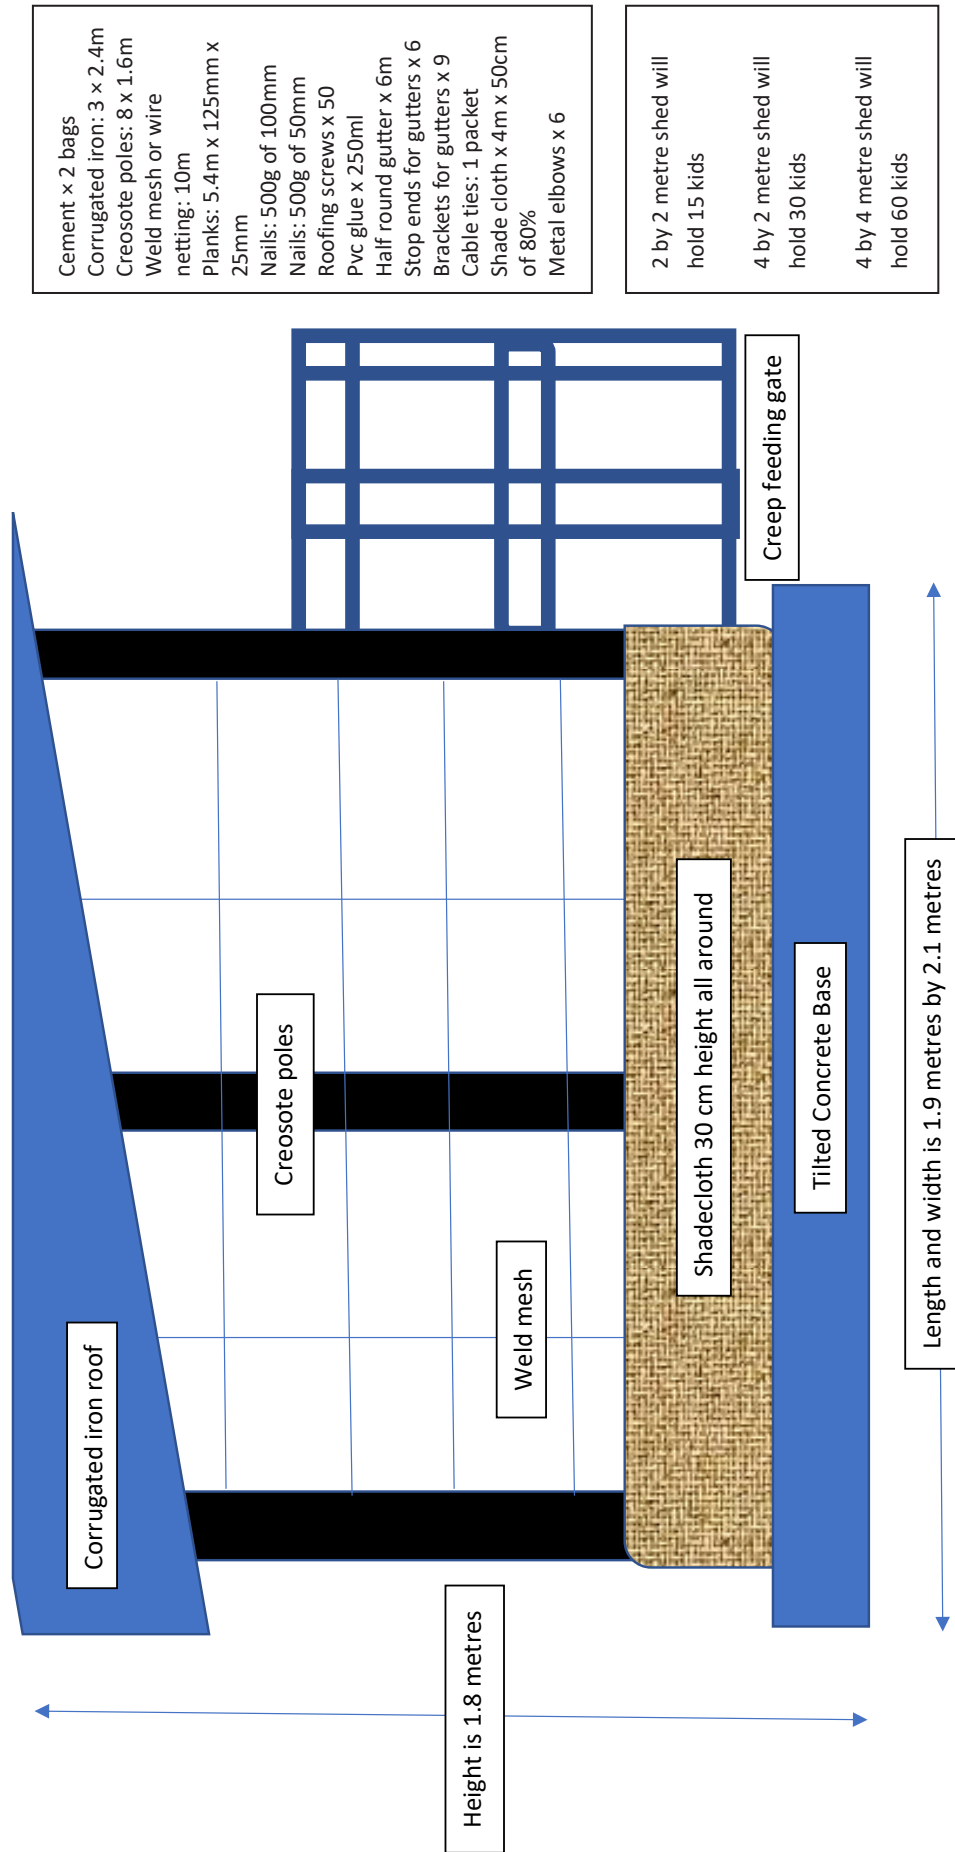 Corrugated iron roof
Creosote poles
Weld mesh
Shadecloth 30 cm height all around
Tilted Concrete Base
Creep feeding gate
Height is 1.8 metres
Length and width is 1.9 metres by 2.1 metres
Cement × 2 bags
Corrugated iron: 3 × 2.4m
Creosote poles: 8 x 1.6m
Weld mesh or wire
netting: 10m
Planks: 5.4m x 125mm x
25mm
Nails: 500g of 100mm
Nails: 500g of 50mm
Roofing screws x 50
Pvc glue x 250ml
Half round gutter x 6m
Stop ends for gutters x 6
Brackets for gutters x 9
Cable ties: 1 packet
Shade cloth x 4m x 50cm
of 80%
Metal elbows x 6
2 by 2 metre shed will
hold 15 kids
4 by 2 metre shed will
hold 30 kids
4 by 4 metre shed will
hold 60 kids